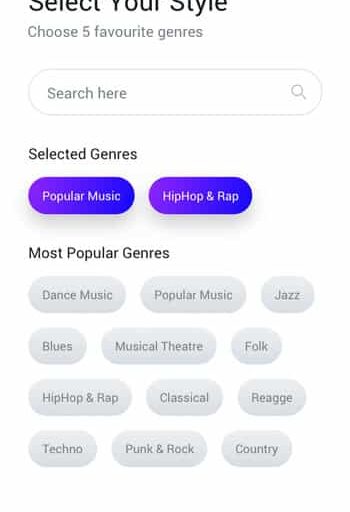 Select Your Style
Choose 5 favourite genres
Search here
Selected Genres
Popular Music HipHop & Rap
Most Popular Genres
Dance Music Popular Music Jazz
Blues Musical Theatre Folk
HipHop & Rap Classical Reagge
Techno Punk & Rock Country